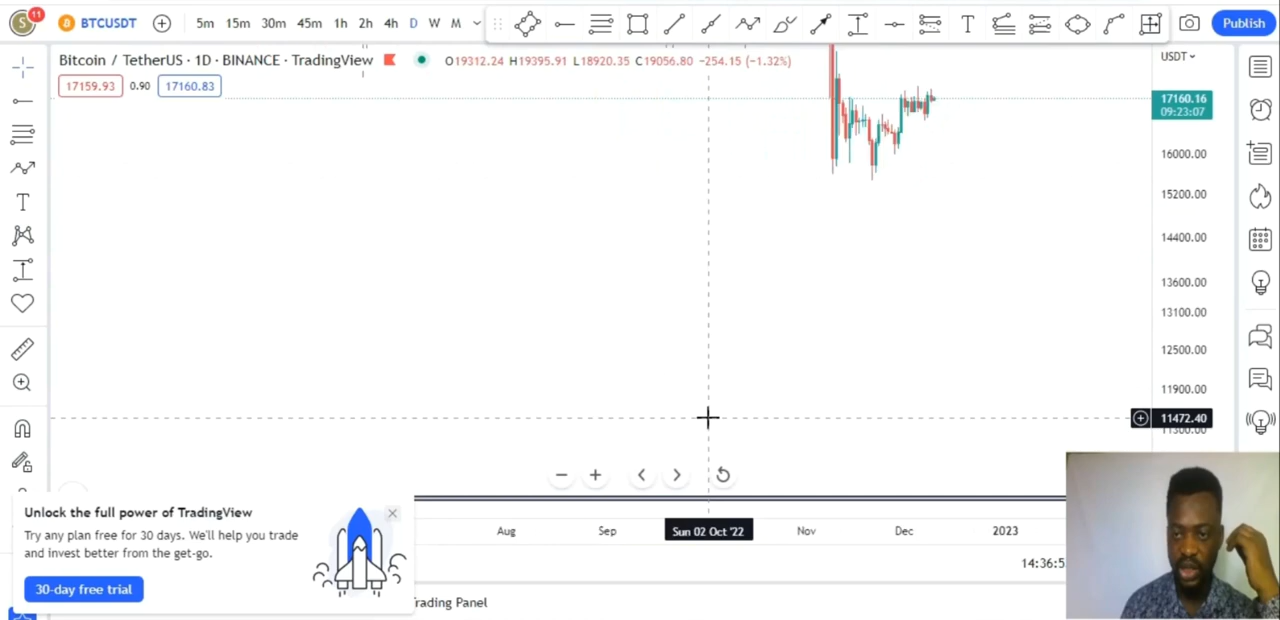 S 11 BTCUSDT 5m 15m 30m 45m 1h 2h 4h D W M T Publish
Bitcoin / TetherUS · 1D · BINANCE · TradingView O19312.24 H19395.91 L18920.35 C19056.80 −254.15 (−1.32%) USDT
17159.93 0.90 17160.83
17160.16
09:23:07
16000.00
15200.00
14400.00
13600.00
13100.00
12500.00
11900.00
11472.40
11300.00
Unlock the full power of TradingView
Try any plan free for 30 days. We'll help you trade
and invest better from the get-go.
30-day free trial
Aug Sep Sun 02 Oct '22 Nov Dec 2023
14:36:5
rading Panel